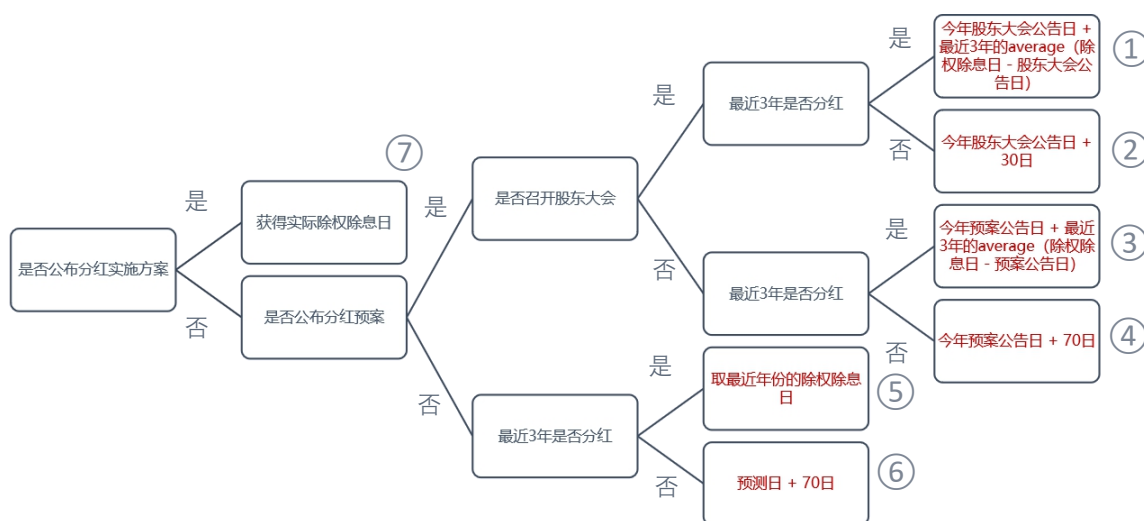 是否公布分红实施方案
是
⑦
获得实际除权除息日
否
是否公布分红预案
是
是否召开股东大会
是
最近3年是否分红
是
今年股东大会公告日 +
最近3年的average（除
权除息日 - 股东大会公
告日）
①
否
今年股东大会公告日 +
30日
②
否
最近3年是否分红
是
今年预案公告日 + 最近
3年的average（除权除
息日 - 预案公告日）
③
否
今年预案公告日 + 70日
④
否
最近3年是否分红
是
取最近年份的除权除息
日
⑤
否
预测日 + 70日
⑥